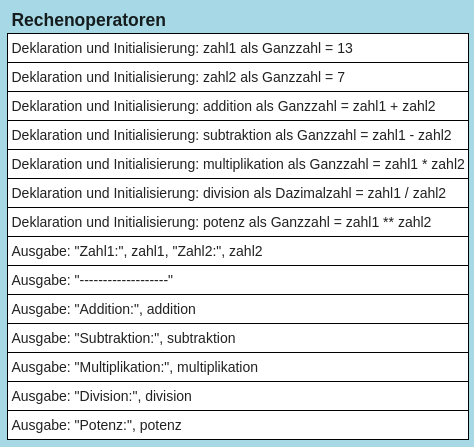 Rechenoperatoren
Deklaration und Initialisierung: zahl1 als Ganzzahl = 13
Deklaration und Initialisierung: zahl2 als Ganzzahl = 7
Deklaration und Initialisierung: addition als Ganzzahl = zahl1 + zahl2
Deklaration und Initialisierung: subtraktion als Ganzzahl = zahl1 - zahl2
Deklaration und Initialisierung: multiplikation als Ganzzahl = zahl1 * zahl2
Deklaration und Initialisierung: division als Dazimalzahl = zahl1 / zahl2
Deklaration und Initialisierung: potenz als Ganzzahl = zahl1 ** zahl2
Ausgabe: "Zahl1:", zahl1, "Zahl2:", zahl2
Ausgabe: "-------------------"
Ausgabe: "Addition:", addition
Ausgabe: "Subtraktion:", subtraktion
Ausgabe: "Multiplikation:", multiplikation
Ausgabe: "Division:", division
Ausgabe: "Potenz:", potenz